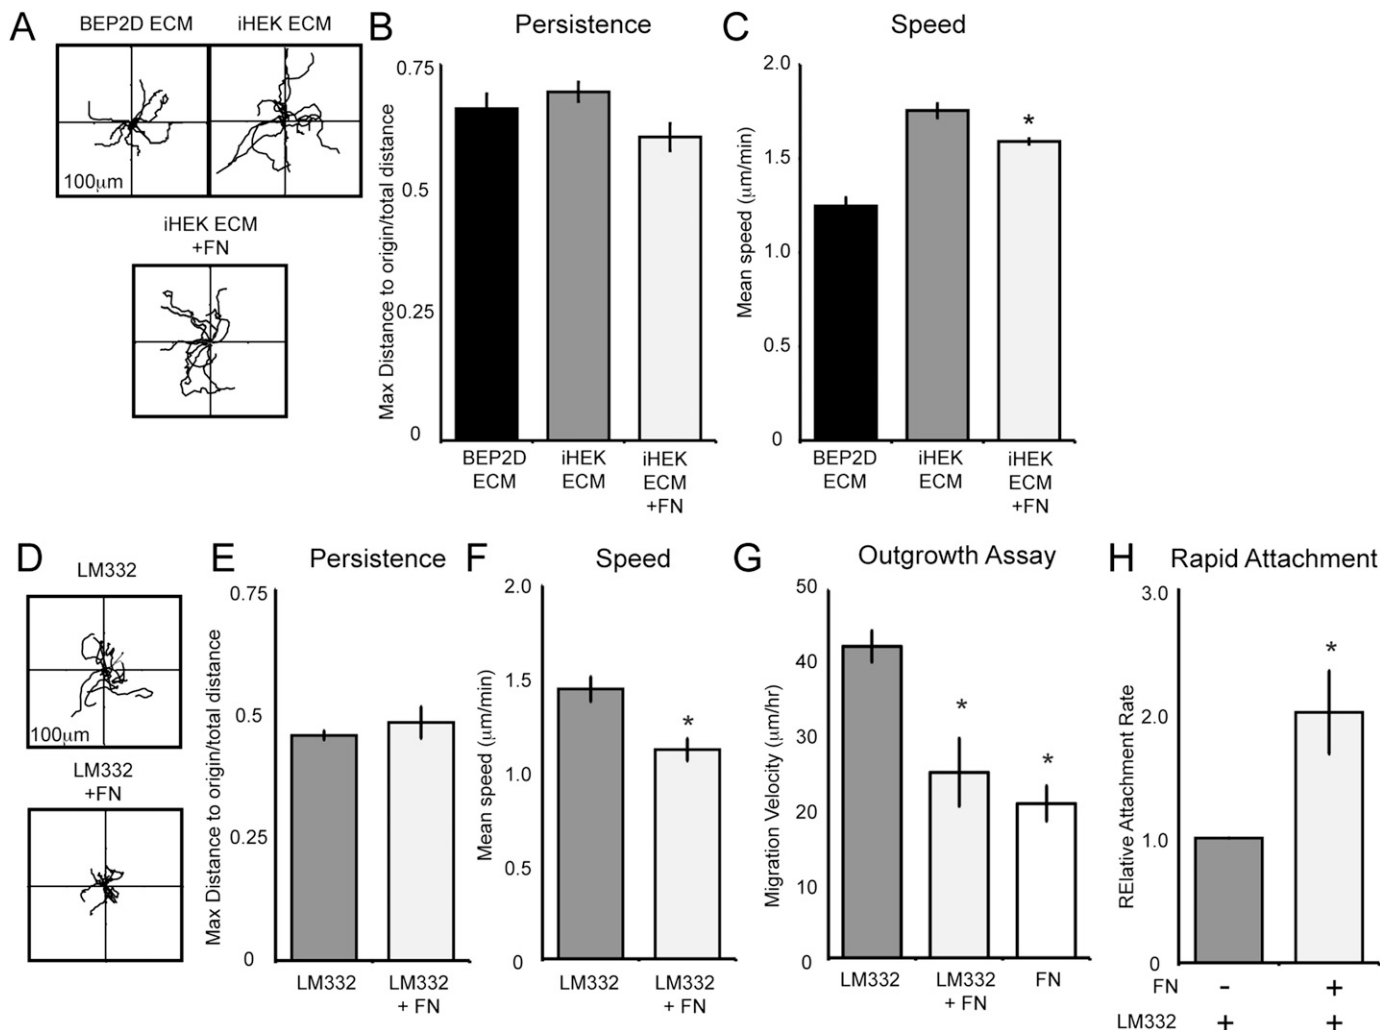 A
BEP2D ECM
iHEK ECM
100μm
iHEK ECM
+FN
B
Persistence
Max Distance to origin/total distance
0.75
0.5
0.25
0
BEP2D
ECM
iHEK
ECM
iHEK
ECM
+FN
C
Speed
Mean speed (μm/min)
2.0
1.5
1.0
0.5
0
*
BEP2D
ECM
iHEK
ECM
iHEK
ECM
+FN
D
LM332
100μm
LM332
+FN
E
Persistence
Max Distance to origin/total distance
0.75
0.5
0.25
0
LM332
LM332
+ FN
F
Speed
Mean speed (μm/min)
2.0
1.5
1.0
0.5
0
*
LM332
LM332
+ FN
G
Outgrowth Assay
Migration Velocity (μm/hr)
50
40
30
20
10
0
*
*
LM332
LM332
+ FN
FN
H
Rapid Attachment
RElative Attachment Rate
3.0
2.0
1.0
0
*
FN - +
LM332 + +